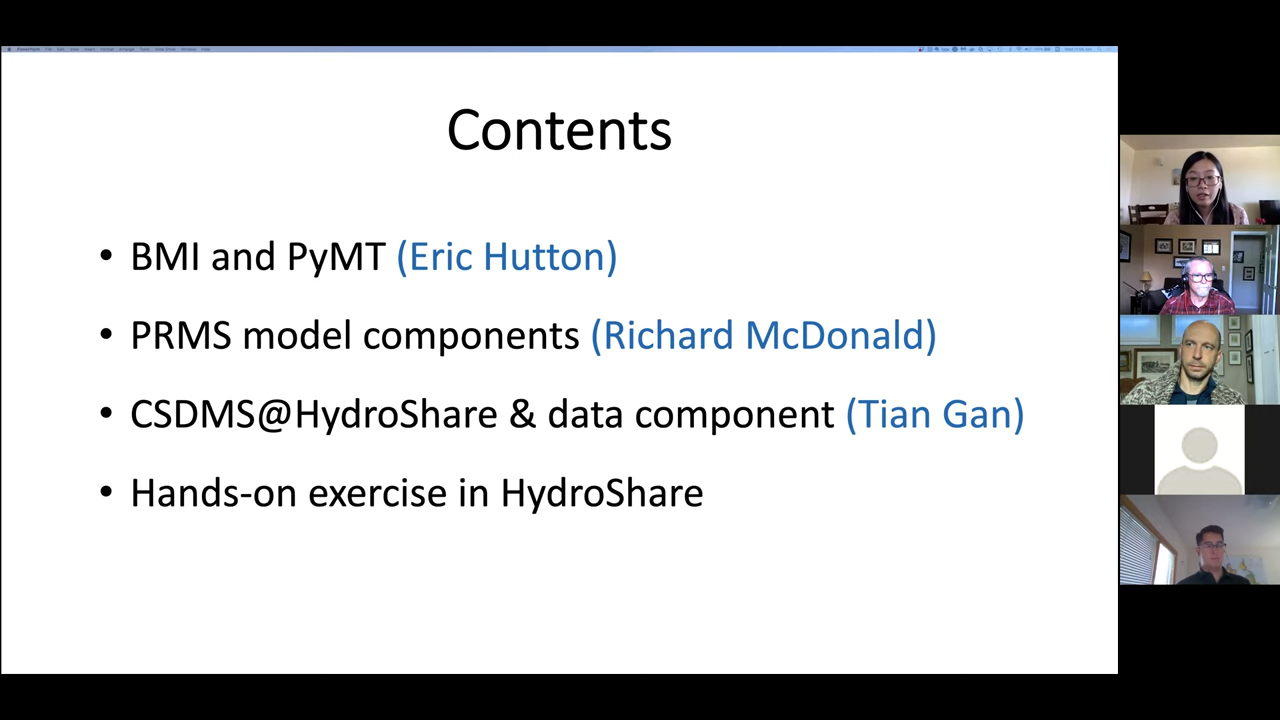 Contents
• BMI and PyMT (Eric Hutton)
• PRMS model components (Richard McDonald)
• CSDMS@HydroShare & data component (Tian Gan)
• Hands-on exercise in HydroShare